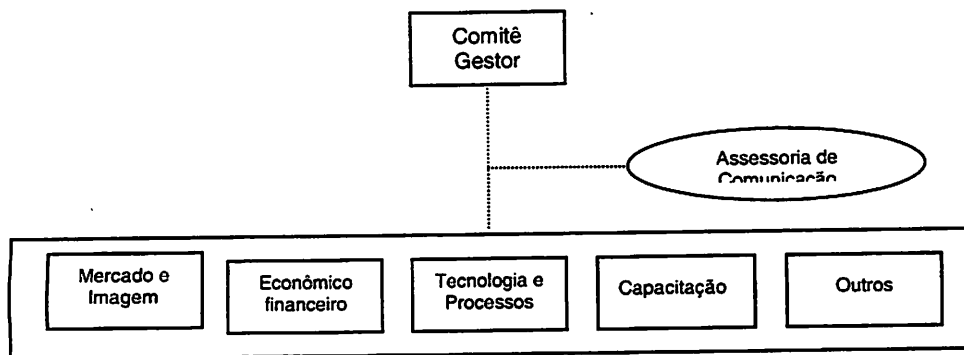 Comitê
Gestor
Assessoria de
Comunicação
Mercado e
Imagem
Econômico
financeiro
Tecnologia e
Processos
Capacitação
Outros